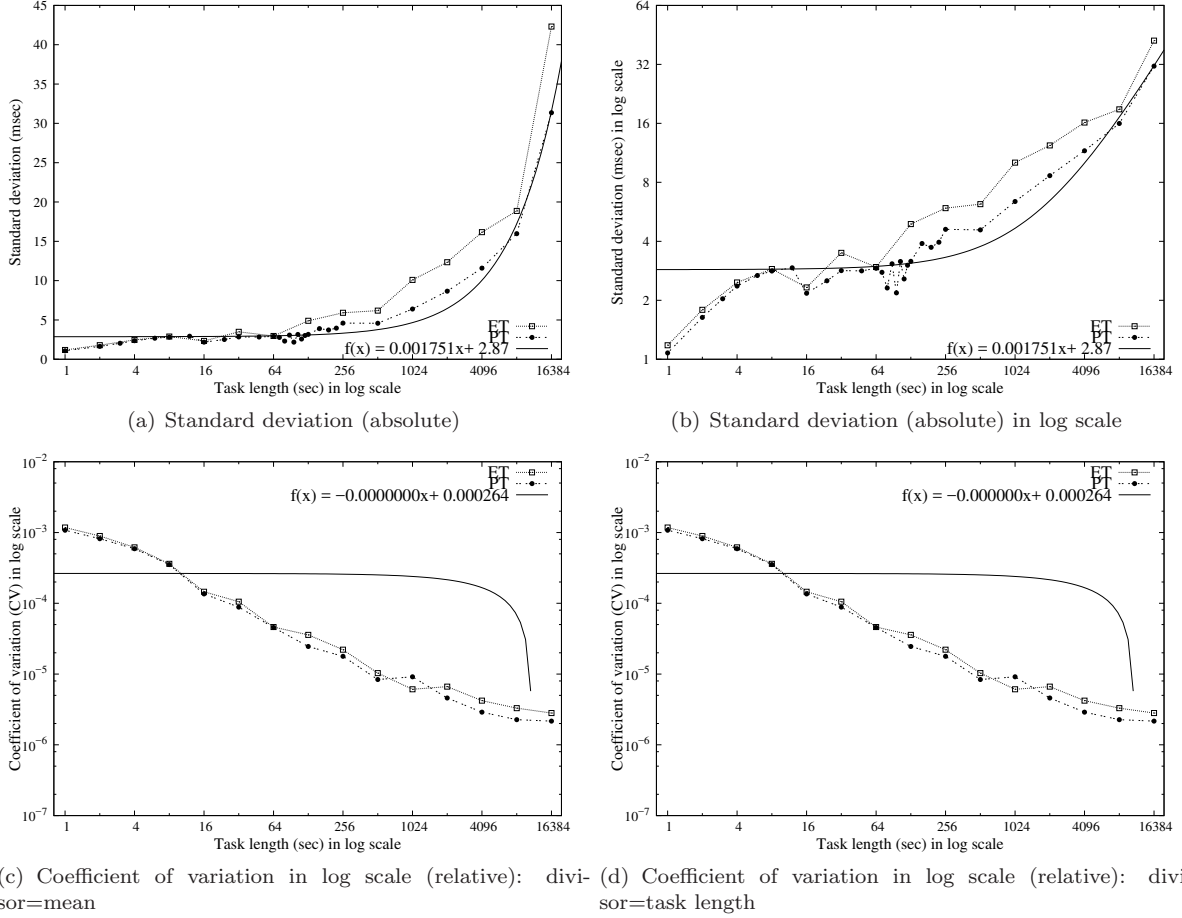 45
40
35
30
25
20
15
10
5
0
1 4 16 64 256 1024 4096 16384
Standard deviation (msec)
Task length (sec) in log scale
ET
PT
f(x) = 0.001751x+ 2.87
(a) Standard deviation (absolute)
64
32
16
8
4
2
1
1 4 16 64 256 1024 4096 16384
Standard deviation (msec) in log scale
Task length (sec) in log scale
ET
PT
f(x) = 0.001751x+ 2.87
(b) Standard deviation (absolute) in log scale
10−2
10−3
10−4
10−5
10−6
10−7
1 4 16 64 256 1024 4096 16384
Coefficient of variation (CV) in log scale
Task length (sec) in log scale
ET
PT
f(x) = −0.0000000x+ 0.000264
(c) Coefficient of variation in log scale (relative): divi-
sor=mean
10−2
10−3
10−4
10−5
10−6
10−7
1 4 16 64 256 1024 4096 16384
Coefficient of variation (CV) in log scale
Task length (sec) in log scale
ET
PT
f(x) = −0.000000x+ 0.000264
(d) Coefficient of variation in log scale (relative): divi
sor=task length